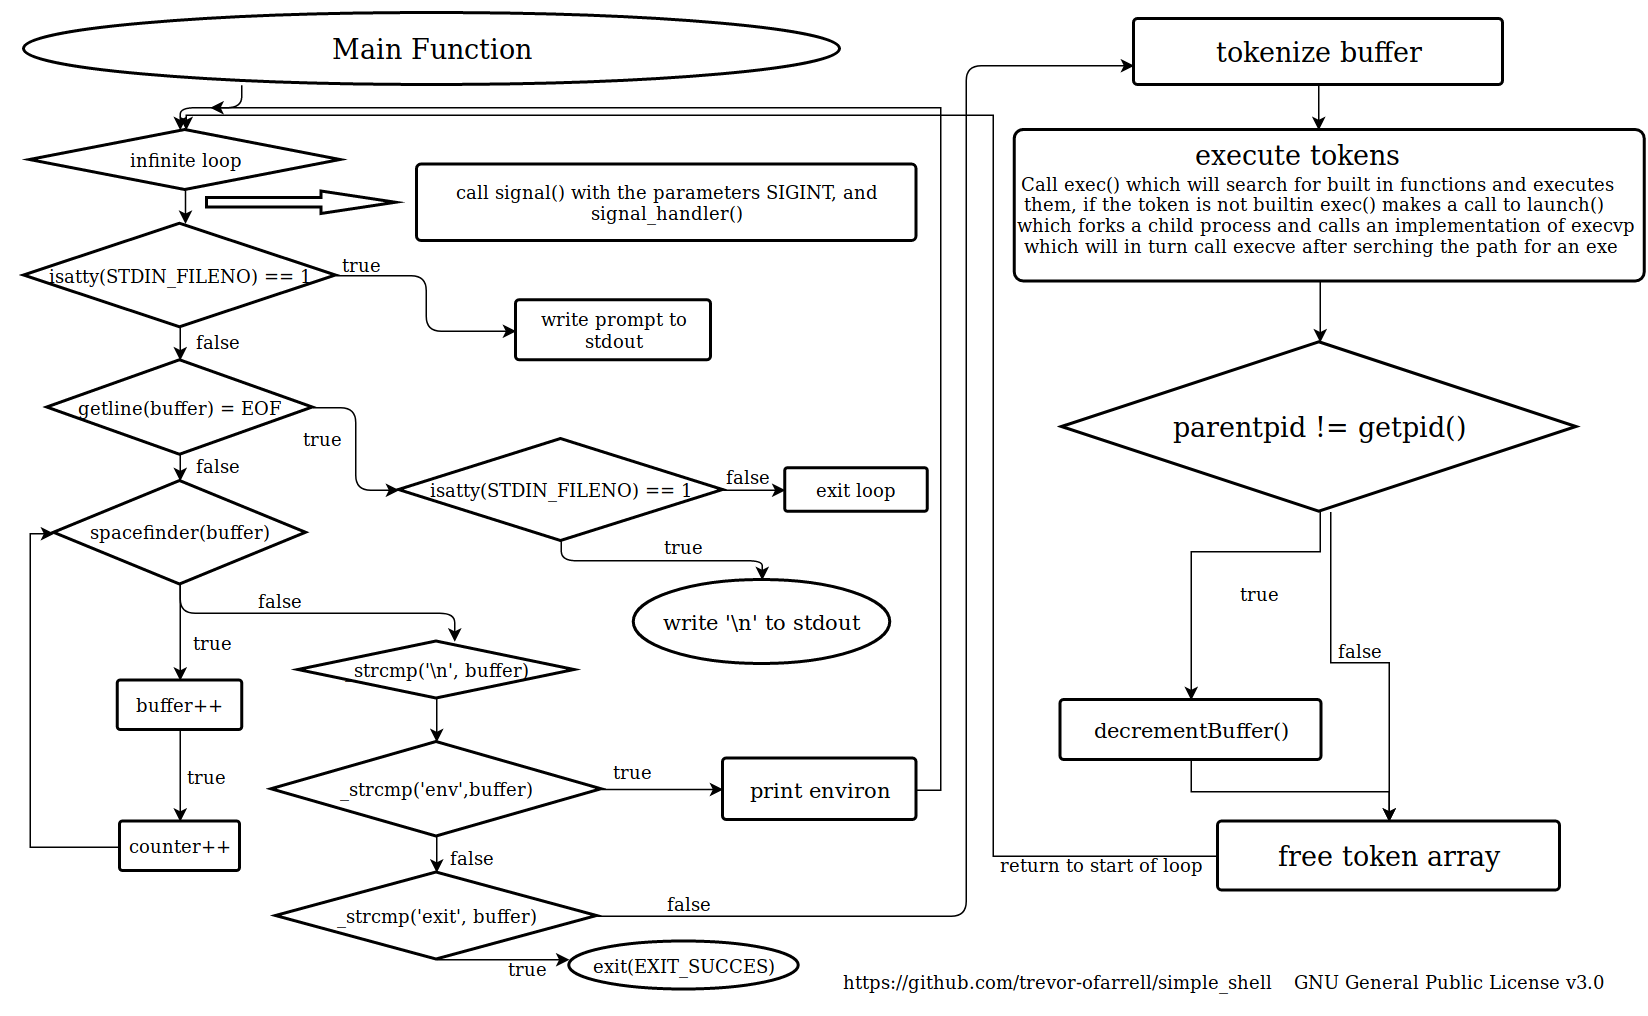 Main Function
infinite loop
call signal() with the parameters SIGINT, and
signal_handler()
isatty(STDIN_FILENO) == 1
true
write prompt to
stdout
false
getline(buffer) = EOF
true
false
isatty(STDIN_FILENO) == 1
false
exit loop
true
write '\n' to stdout
spacefinder(buffer)
false
true
buffer++
true
counter++
_strcmp('\n', buffer)
_strcmp('env',buffer)
true
print environ
false
_strcmp('exit', buffer)
false
true
exit(EXIT_SUCCES)
tokenize buffer
execute tokens
Call exec() which will search for built in functions and executes
them, if the token is not builtin exec() makes a call to launch()
which forks a child process and calls an implementation of execvp
which will in turn call execve after serching the path for an exe
parentpid != getpid()
true
false
decrementBuffer()
free token array
return to start of loop
https://github.com/trevor-ofarrell/simple_shell GNU General Public License v3.0